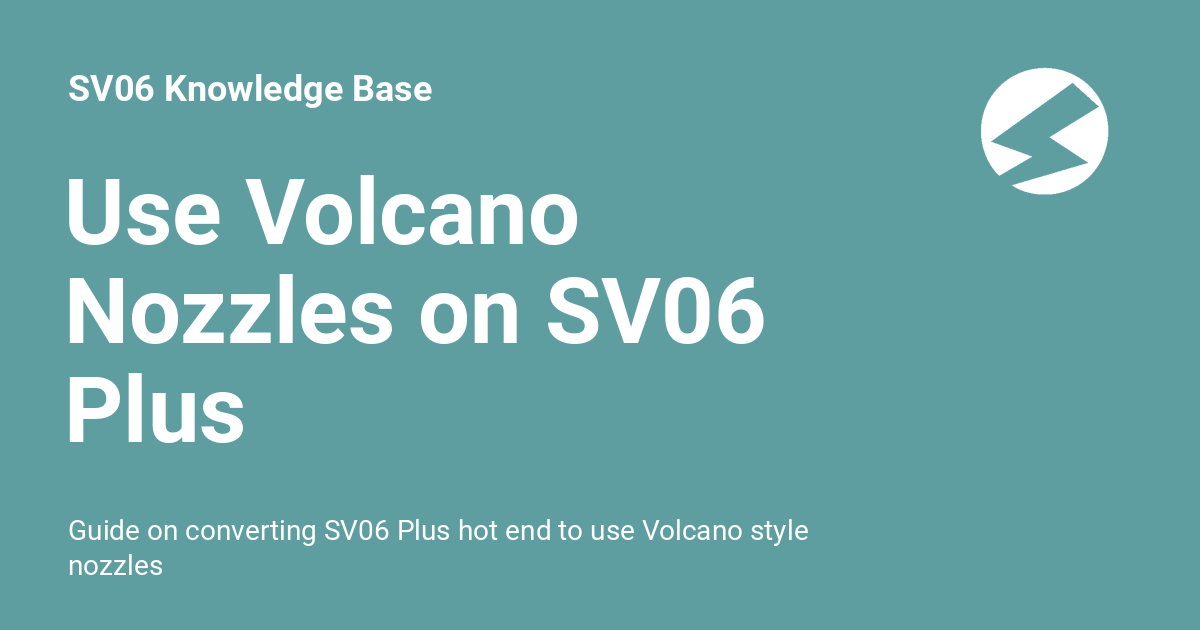 SV06 Knowledge Base
Use Volcano
Nozzles on SV06
Plus
Guide on converting SV06 Plus hot end to use Volcano style
nozzles